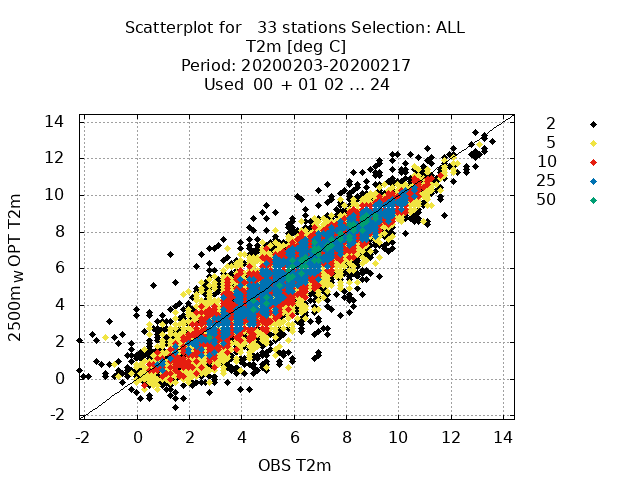 Scatterplot for 33 stations Selection: ALL
T2m [deg C]
Period: 20200203-20200217
Used 00 + 01 02 ... 24
14
12
10
8
6
4
2
0
-2
2500m_W OPT T2m
-2 0 2 4 6 8 10 12 14
OBS T2m
2
5
10
25
50